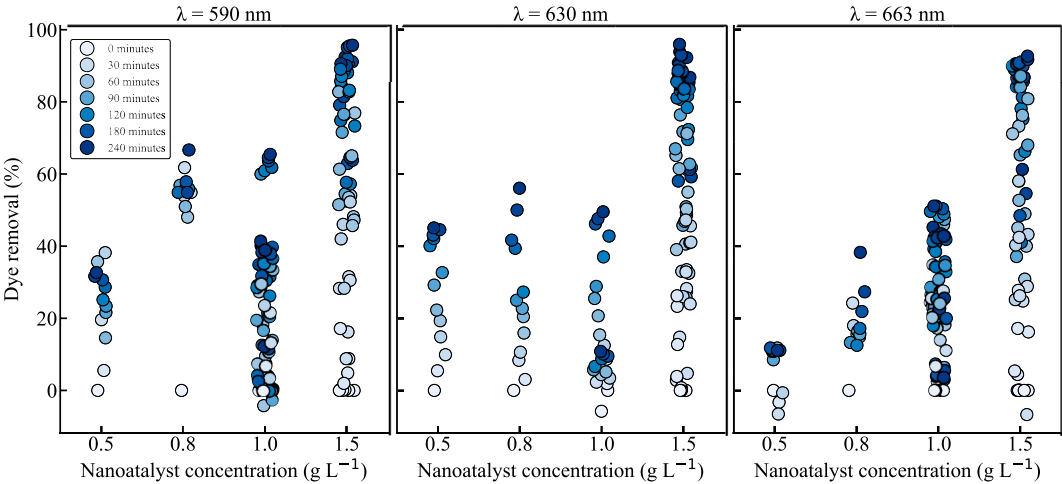 λ = 590 nm
λ = 630 nm
λ = 663 nm
Dye removal (%)
100
80
60
40
20
0
0 minutes
30 minutes
60 minutes
90 minutes
120 minutes
180 minutes
240 minutes
0.5 0.8 1.0 1.5
0.5 0.8 1.0 1.5
0.5 0.8 1.0 1.5
Nanoatalyst concentration (g L⁻¹)
Nanoatalyst concentration (g L⁻¹)
Nanoatalyst concentration (g L⁻¹)